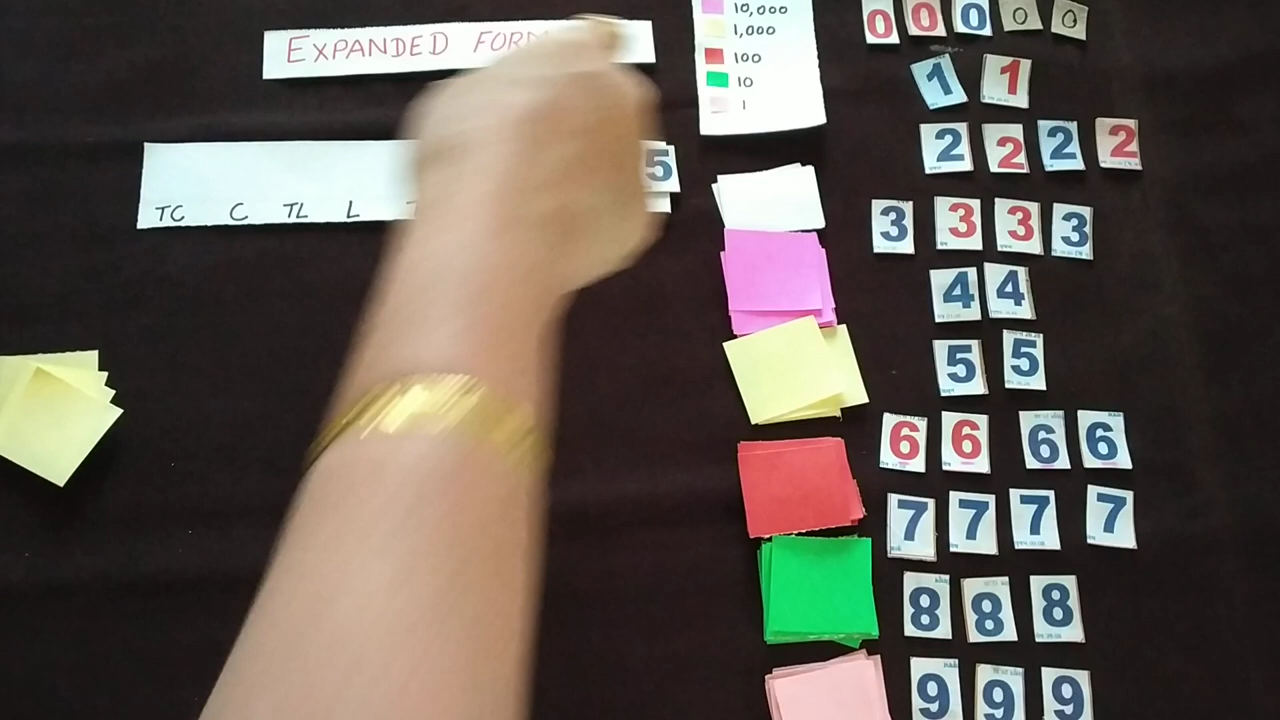 EXPANDED FORM
10,000
1,000
100
10
1
5
TC C TL L
0 0 0 0 0
1 1
2 2 2 2
3 3 3 3
4 4
5 5
6 6 6 6
7 7 7 7
8 8 8
9 9 9